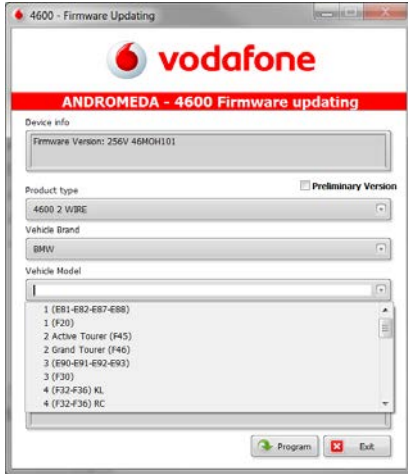 4600 - Firmware Updating
vodafone
ANDROMEDA - 4600 Firmware updating
Device info
Firmware Version: 256V 46MOH101
Product type
Preliminary Version
4600 2 WIRE
Vehicle Brand
BMW
Vehicle Model
1 (E81-E82-E87-E88)
1 (F20)
2 Active Tourer (F45)
2 Grand Tourer (F46)
3 (E90-E91-E92-E93)
3 (F30)
4 (F32-F36) KL
4 (F32-F36) RC
Program
Exit